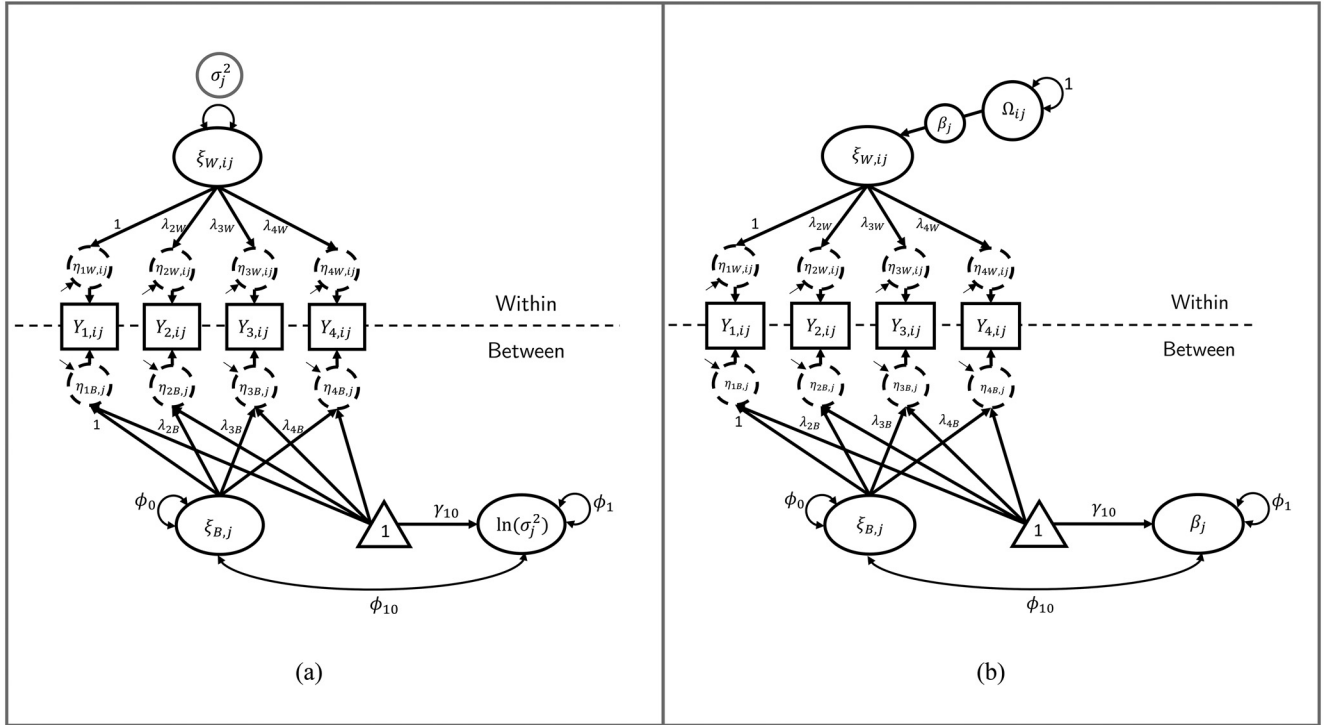 σ_j^2
ξ_{W,ij}
1 λ_{2W} λ_{3W} λ_{4W}
η_{1W,ij} η_{2W,ij} η_{3W,ij} η_{4W,ij}
Y_{1,ij} Y_{2,ij} Y_{3,ij} Y_{4,ij}
Within
Between
η_{1B,j} η_{2B,j} η_{3B,j} η_{4B,j}
1 λ_{2B} λ_{3B} λ_{4B}
ϕ_0 ξ_{B,j} 1 γ_{10} ln(σ_j^2) ϕ_1
ϕ_{10}
(a)
1
Ω_{ij}
β_j
ξ_{W,ij}
1 λ_{2W} λ_{3W} λ_{4W}
η_{1W,ij} η_{2W,ij} η_{3W,ij} η_{4W,ij}
Y_{1,ij} Y_{2,ij} Y_{3,ij} Y_{4,ij}
Within
Between
η_{1B,j} η_{2B,j} η_{3B,j} η_{4B,j}
1 λ_{2B} λ_{3B} λ_{4B}
ϕ_0 ξ_{B,j} 1 γ_{10} β_j ϕ_1
ϕ_{10}
(b)